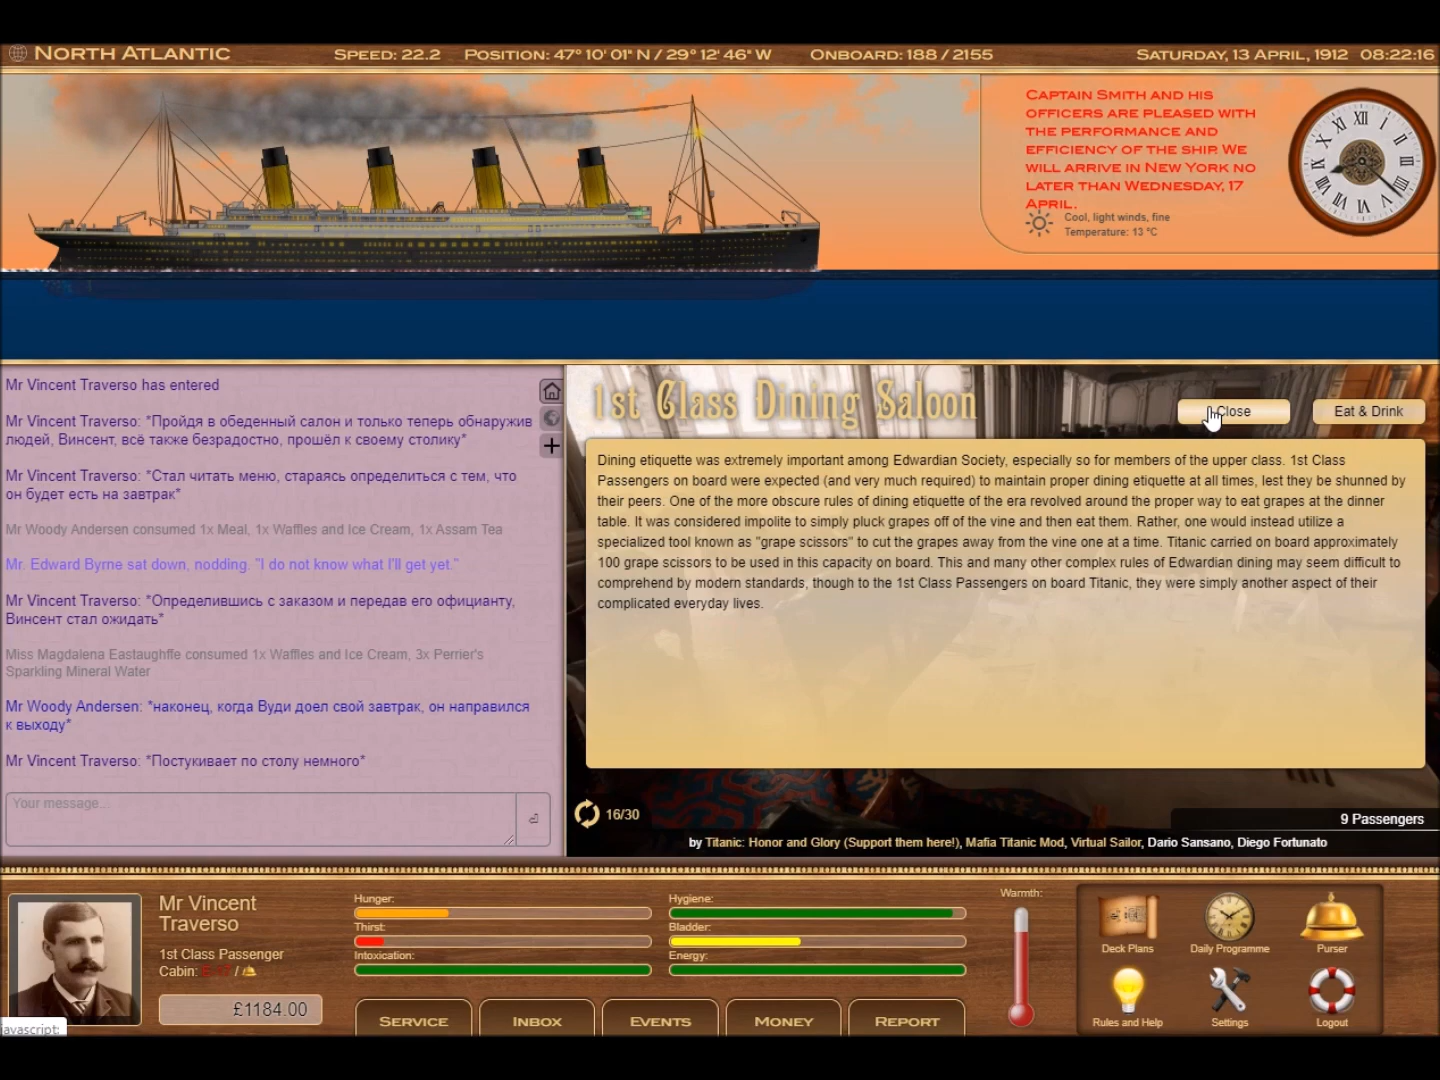 North Atlantic
Speed: 22.2
Position: 47° 10' 01" N / 29° 12' 46" W
Onboard: 188 / 2155
Saturday, 13 April, 1912 08:22:16
Captain Smith and his
officers are pleased with
the performance and
efficiency of the ship. We
will arrive in New York no
later than Wednesday, 17
April.
Cool, light winds, fine
Temperature: 13 °C
Mr Vincent Traverso has entered
Mr Vincent Traverso: *Пройдя в обеденный салон и только теперь обнаружив
людей, Винсент, всё также безрадостно, прошёл к своему столику*
Mr Vincent Traverso: *Стал читать меню, стараясь определиться с тем, что
он будет есть на завтрак*
Mr Woody Andersen consumed 1x Meal, 1x Waffles and Ice Cream, 1x Assam Tea
Mr. Edward Byrne sat down, nodding. "I do not know what I'll get yet."
Mr Vincent Traverso: *Определившись с заказом и передав его официанту,
Винсент стал ожидать*
Miss Magdalena Eastaughffe consumed 1x Waffles and Ice Cream, 3x Perrier's
Sparkling Mineral Water
Mr Woody Andersen: *наконец, когда Вуди доел свой завтрак, он направился
к выходу*
Mr Vincent Traverso: *Постукивает по столу немного*
Your message...
1st Class Dining Saloon
Close
Eat & Drink
Dining etiquette was extremely important among Edwardian Society, especially so for members of the upper class. 1st Class
Passengers on board were expected (and very much required) to maintain proper dining etiquette at all times, lest they be shunned by
their peers. One of the more obscure rules of dining etiquette of the era revolved around the proper way to eat grapes at the dinner
table. It was considered impolite to simply pluck grapes off of the vine and then eat them. Rather, one would instead utilize a
specialized tool known as "grape scissors" to cut the grapes away from the vine one at a time. Titanic carried on board approximately
100 grape scissors to be used in this capacity on board. This and many other complex rules of Edwardian dining may seem difficult to
comprehend by modern standards, though to the 1st Class Passengers on board Titanic, they were simply another aspect of their
complicated everyday lives.
16/30
9 Passengers
by Titanic: Honor and Glory (Support them here!), Mafia Titanic Mod, Virtual Sailor, Dario Sansano, Diego Fortunato
Mr Vincent
Traverso
1st Class Passenger
Cabin: /
£1184.00
javascript:
Hunger:
Hygiene:
Thirst:
Bladder:
Intoxication:
Energy:
Service
Inbox
Events
Money
Report
Warmth:
Deck Plans
Daily Programme
Purser
Rules and Help
Settings
Logout